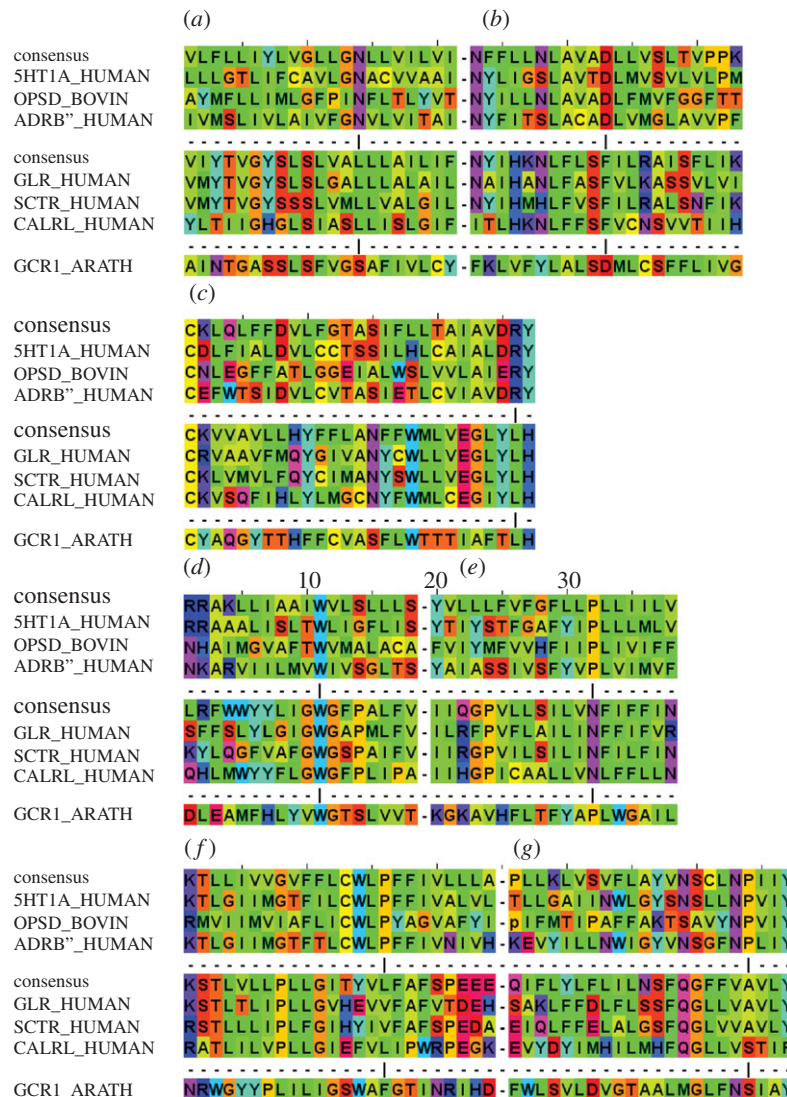 (a) (b)
consensus VLFLLIYLVGLLGNLLVILVI - NFFLLNLAVADLLVSLTVPPK
5HT1A_HUMAN LLLGTLIFCAVLGNACVVAAI - NYLIGSLAVTDLMVSVLVLPM
OPSD_BOVIN AYMFLLIMLGFPINFLTLYVT - NYILLNLAVADLFMVFGGFTT
ADRB”_HUMAN IVMSLIVLAIVFGNVLVITAI - NYFITSLACADLVMGLAVVPF
consensus VIYTVGYSLSLVALLLAILIF - NYIHKNLFLSFILRAISFLIK
GLR_HUMAN VMYTVGYSLSLGALLLALAIL - NAIHANLFASFVLKASSVLVI
SCTR_HUMAN VMYTVGYSSSLVMLLVALGIL - NYIHMHLFVSFILRALSNFIK
CALRL_HUMAN YLTIIGHGLSIASLLISLGIF - ITLHKNLFFSFVCNSVVTIIH
GCR1_ARATH AINTGASSLSFVGSAFIVLCY - FKLVFYLALSDMLCSFFLIVG
(c)
consensus CKLQLFFDVLFGTASIFLLTAIAVDRY
5HT1A_HUMAN CDLFIALDVLCCTSSILHLCAIALDRY
OPSD_BOVIN CNLEGFFATLGGEIALWSLVVLAIERY
ADRB”_HUMAN CEFWTSIDVLCVTASIETLCVIAVDRY
consensus CKVVAVLLHYFFLANFFWMLVEGLYLH
GLR_HUMAN CRVAAVFMQYGIVANYCWLLVEGLYLH
SCTR_HUMAN CKLVMVLFQYCIMANYSWLLVEGLYLH
CALRL_HUMAN CKVSQFIHLYLMGCNYFWMLCEGIYLH
GCR1_ARATH CYAQGYTTHFFCVASFLWTTTIAFTLH
(d) (e)
10 20 30
consensus RRAKLLIAAIWVLSLLLS - YVLLLFVFGFLLPLLIILV
5HT1A_HUMAN RRAAALISLTWLIGFLIS - YTIYSTFGAFYIPLLLMLV
OPSD_BOVIN NHAIMGVAFTWVMALACA - FVIYMFVVHFIIPLIVIFF
ADRB”_HUMAN NKARVIILMVWIVSGLTS - YAIASSIVSFYVPLVIMVF
consensus LRFWWYYLIGWGFPALFV - IIQGPVLLSILVNFIFFIN
GLR_HUMAN SFFSLYLGIGWGAPMLFV - ILRFPVFLAILINFFIFVR
SCTR_HUMAN KYLQGFVAFGWGSPAIFV - IIRGPVILSILINFILFIN
CALRL_HUMAN QHLMWYYFLGWGFPLIPA - IIHGPICAALLVNLFFLLN
GCR1_ARATH DLEAMFHLYVWGTSLVVT - KGKAVHFLTFYAPLWGAIL
(f) (g)
consensus KTLLIVVGVFFLCWLPFFIVLLLA - PLLKLVSVFLAYVNSCLNPIIY
5HT1A_HUMAN KTLGIIMGTFILCWLPFFIVALVL - TLLGAIINWLGYSNSLLNPVIY
OPSD_BOVIN RMVIIMVIAFLICWLPYAGVAFYI - pIFMTIPAFFAKTSAVYNPVIY
ADRB”_HUMAN KTLGIIMGTFTLCWLPFFIVNIVH - KEVYILLNWIGYVNSGFNPLIY
consensus KSTLVLLPLLGITYVLFAFSPEEE - QIFLYLFLILNSFQGFFVAVLY
GLR_HUMAN KSTLTLIPLLGVHEVVFAFVTDEH - SAKLFFDLFLSSFQGLLVAVLY
SCTR_HUMAN RSTLLLIPLFGIHYIVFAFSPEDA - EIQLFFELALGSFQGLVVAVLY
CALRL_HUMAN RATLILVPLLGIEFVLIPWRPEGK - EVYDYIMHILMHFQGLLVSTIF
GCR1_ARATH NRWGYYPLILIGSWAFGTINRIHD - FWLSVLDVGTAALMGLFNSIAY